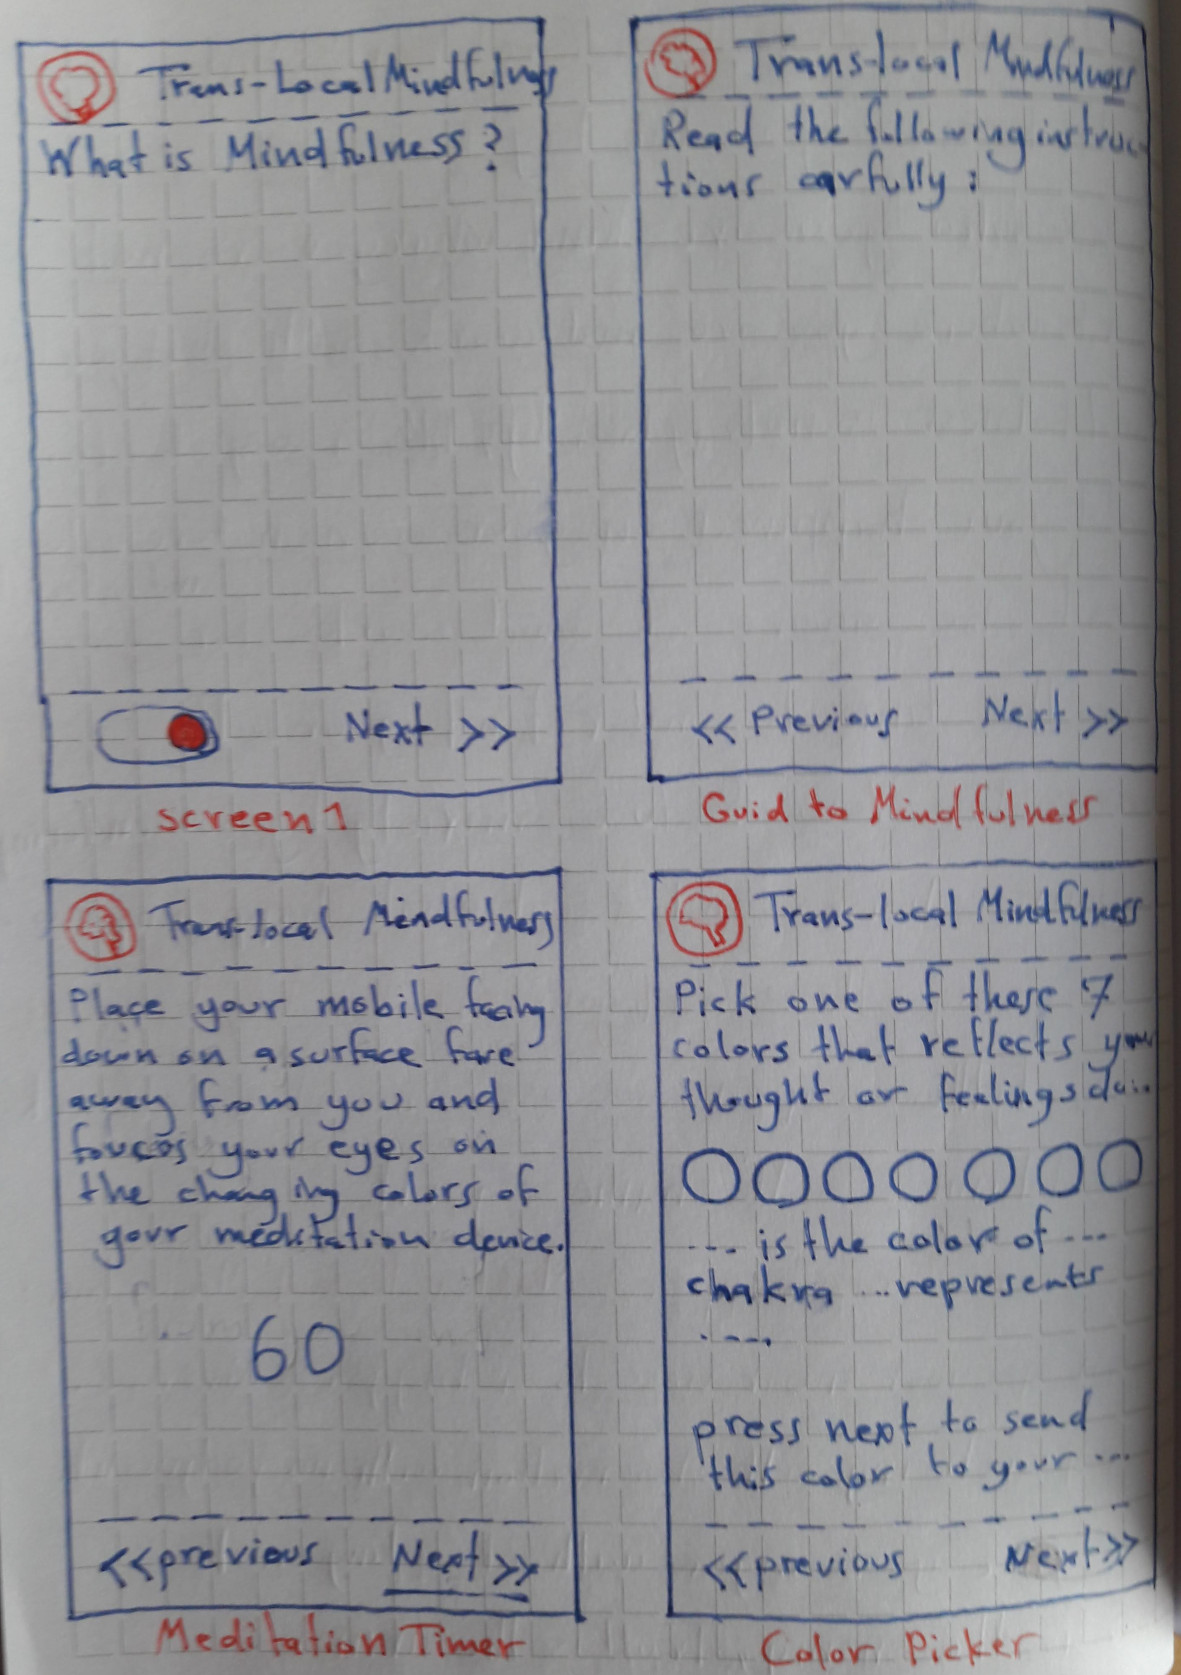 Trans-Local Mindfulness
What is Mindfulness?
Next >>
screen 1
Trans-local Mindfulness
Read the following instruc
tions carfully:
<< Previous Next >>
Guid to Mindfulness
Trans-local Mindfulness
Place your mobile facing
down on a surface fare
away from you and
foucos your eyes on
the changing colors of
your meditation device.
60
<<previous Next >>
Meditation Timer
Trans-local Mindfulness
Pick one of these 7
colors that reflects your
thought or feelings du...
... is the color of ...
chakra ... represents
....
press next to send
this color to your ...
<<previous Next>>
Color Picker